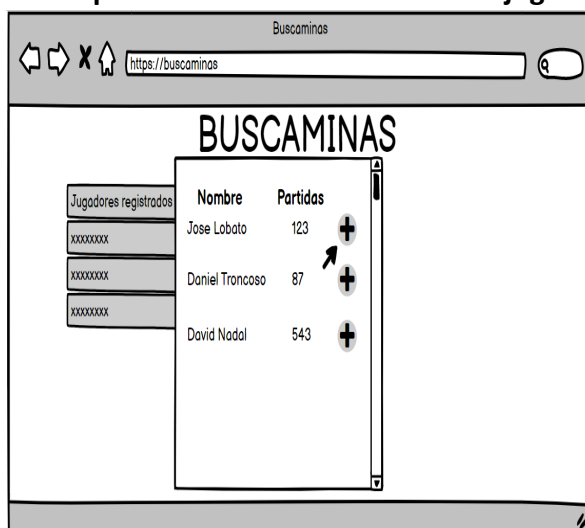 Buscaminas
https://buscaminas
BUSCAMINAS
Jugadores registrados
xxxxxxxx
xxxxxxxx
xxxxxxxx
Nombre Partidas
Jose Lobato 123
Daniel Troncoso 87
David Nadal 543